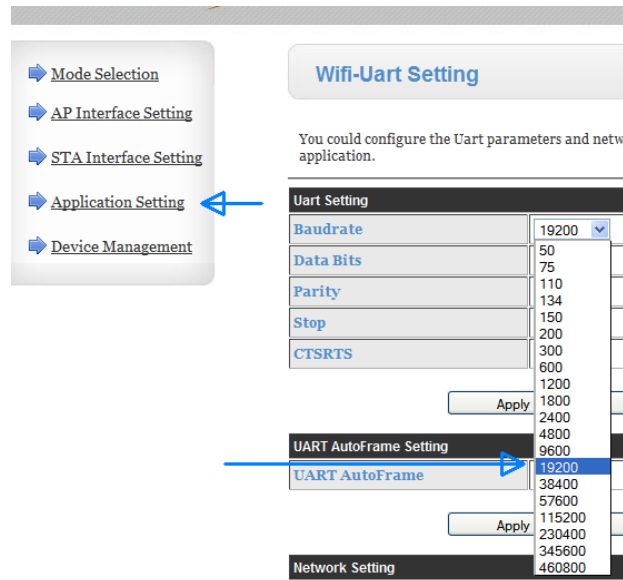 Mode Selection
AP Interface Setting
STA Interface Setting
Application Setting
Device Management
Wifi-Uart Setting
You could configure the Uart parameters and netw
application.
Uart Setting
Baudrate 19200
Data Bits
Parity
Stop
CTSRTS
50
75
110
134
150
200
300
600
1200
1800
2400
4800
9600
19200
38400
57600
115200
230400
345600
460800
Apply
UART AutoFrame Setting
UART AutoFrame
Apply
Network Setting